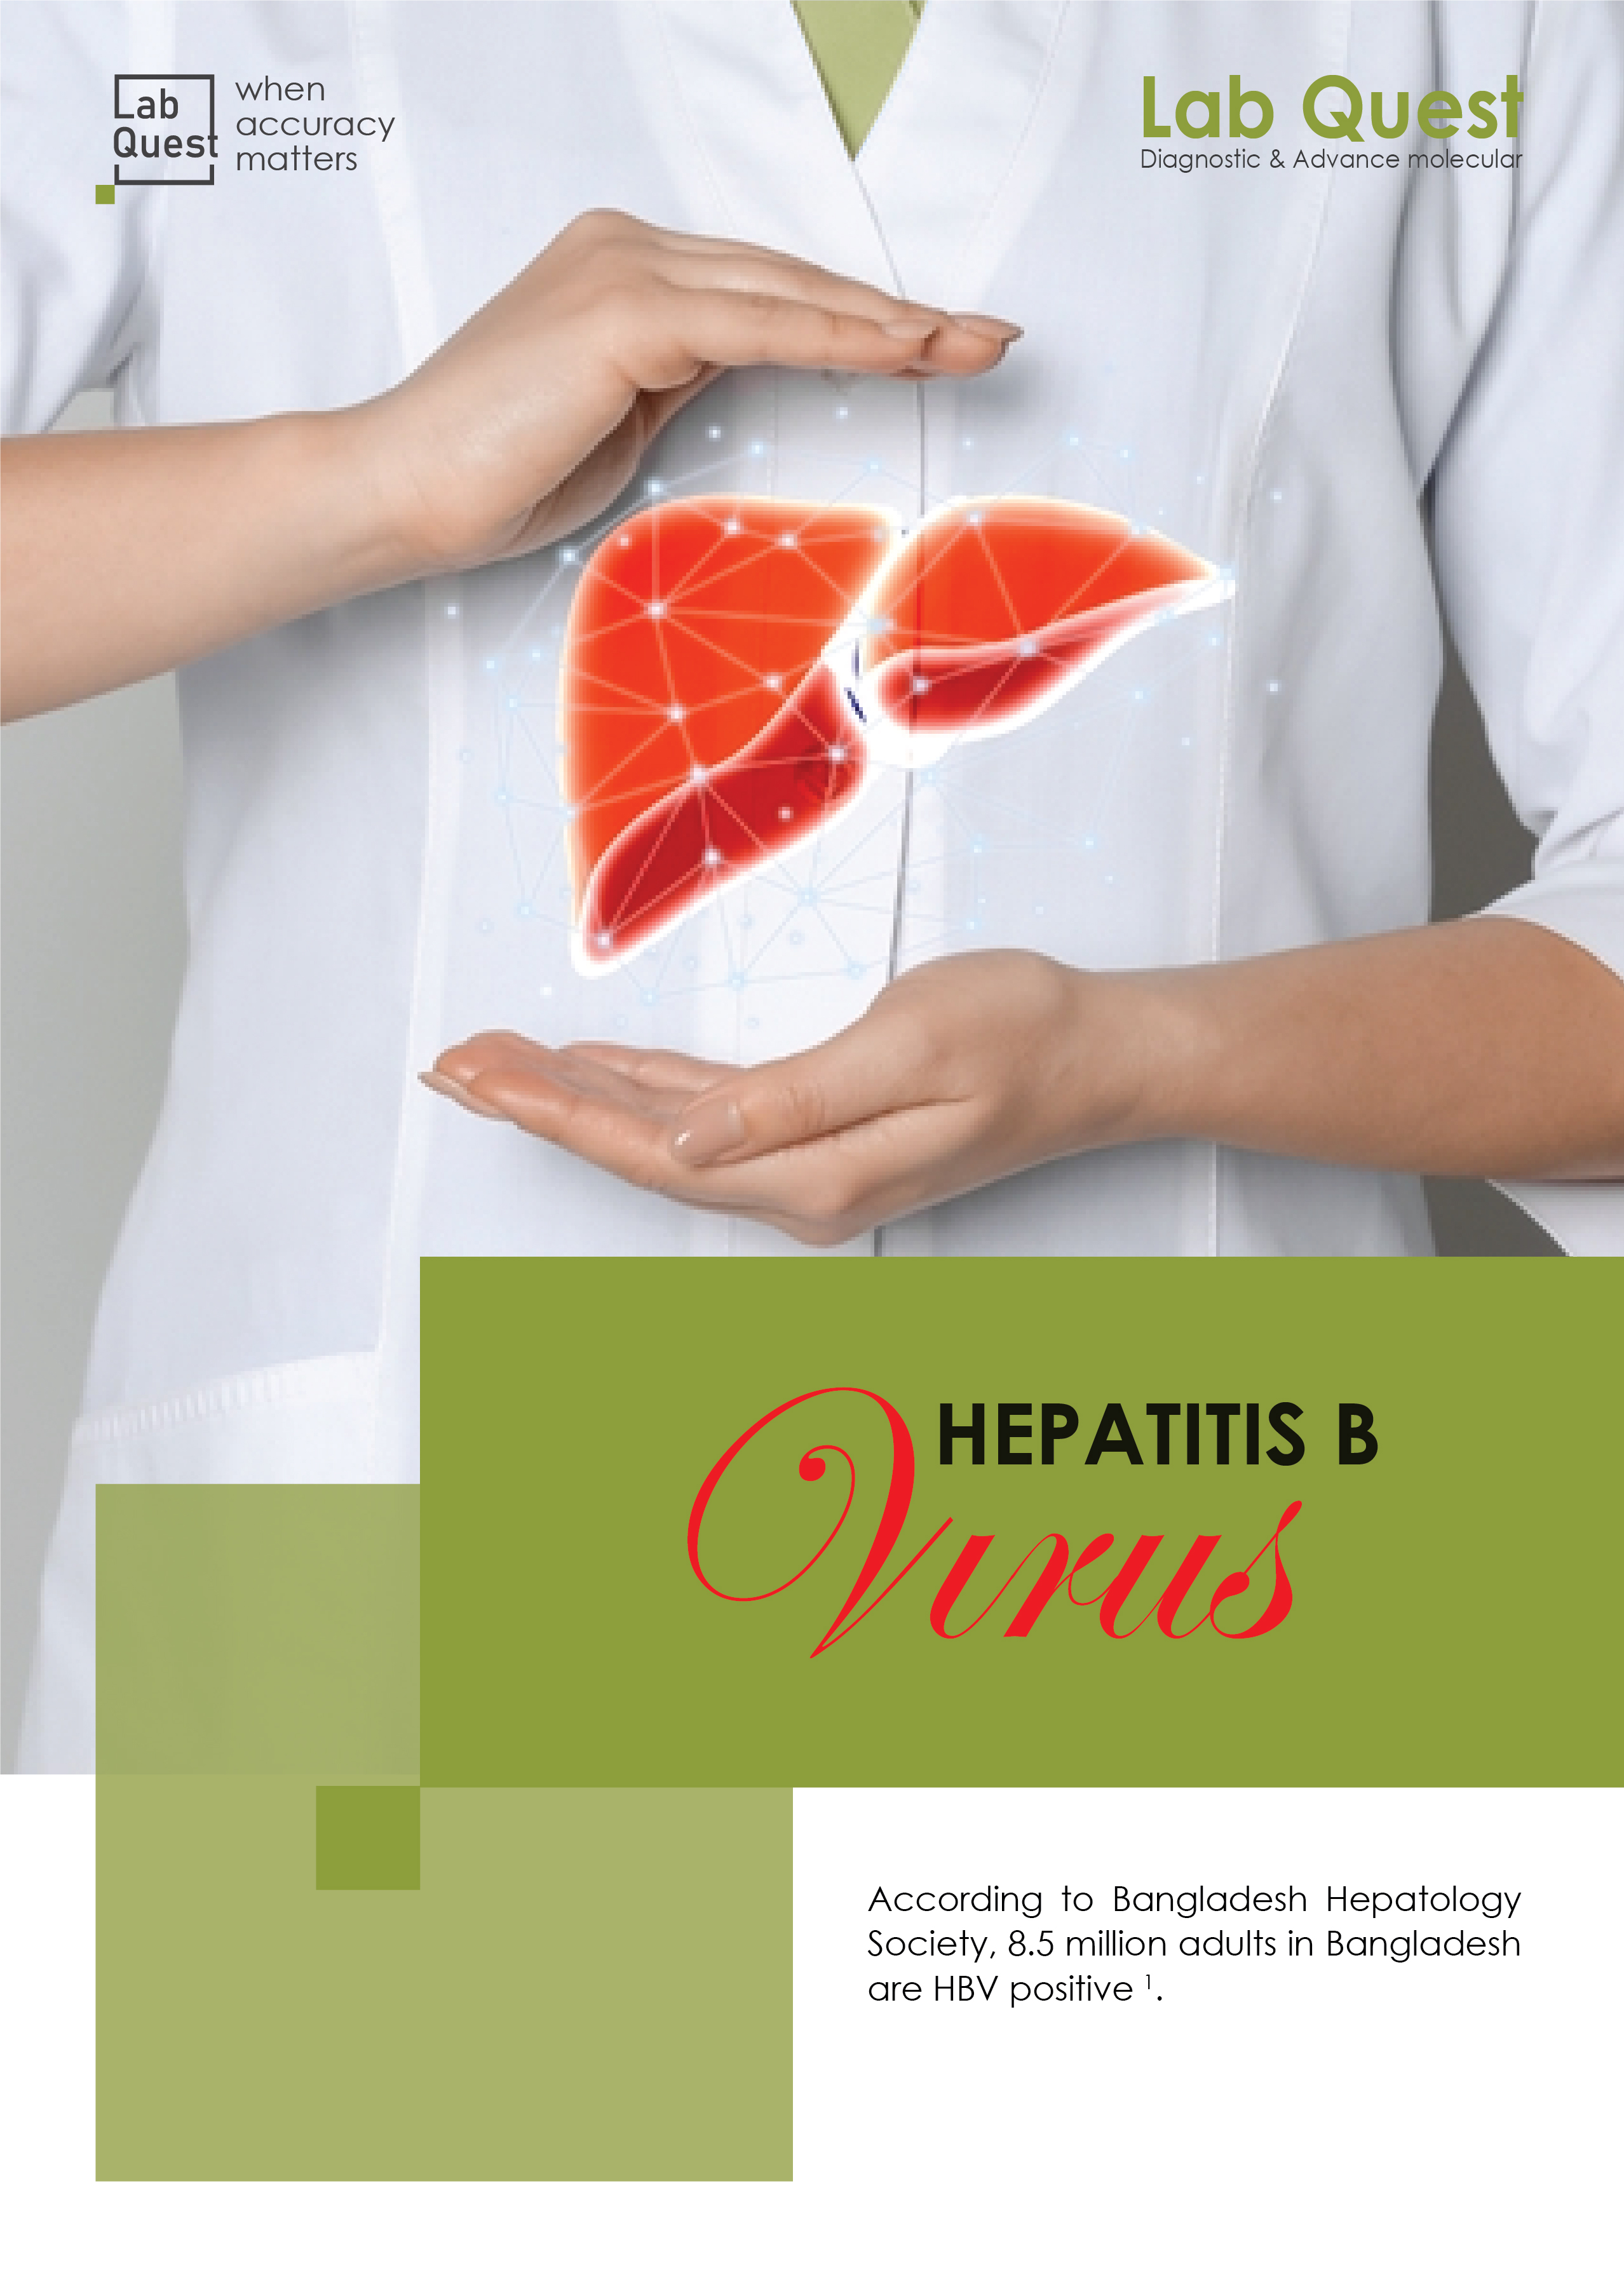 Lab
Quest
when
accuracy
matters
Lab Quest
Diagnostic & Advance molecular
HEPATITIS B
Virus
According to Bangladesh Hepatology
Society, 8.5 million adults in Bangladesh
are HBV positive ¹.